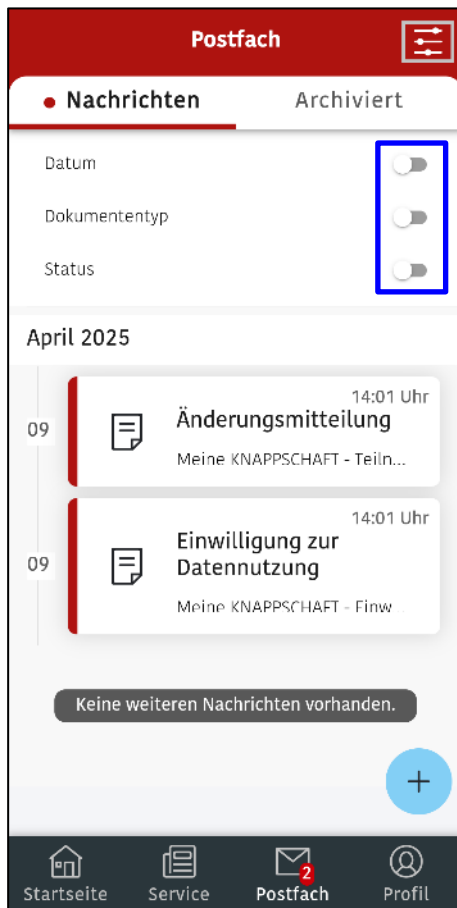 Postfach
Nachrichten
Archiviert
Datum
Dokumententyp
Status
April 2025
14:01 Uhr
09
Änderungsmitteilung
Meine KNAPPSCHAFT - Teiln...
14:01 Uhr
Einwilligung zur
09
Datennutzung
Meine KNAPPSCHAFT - Einw...
Keine weiteren Nachrichten vorhanden.
+
2
Startseite
Service
Postfach
Profil